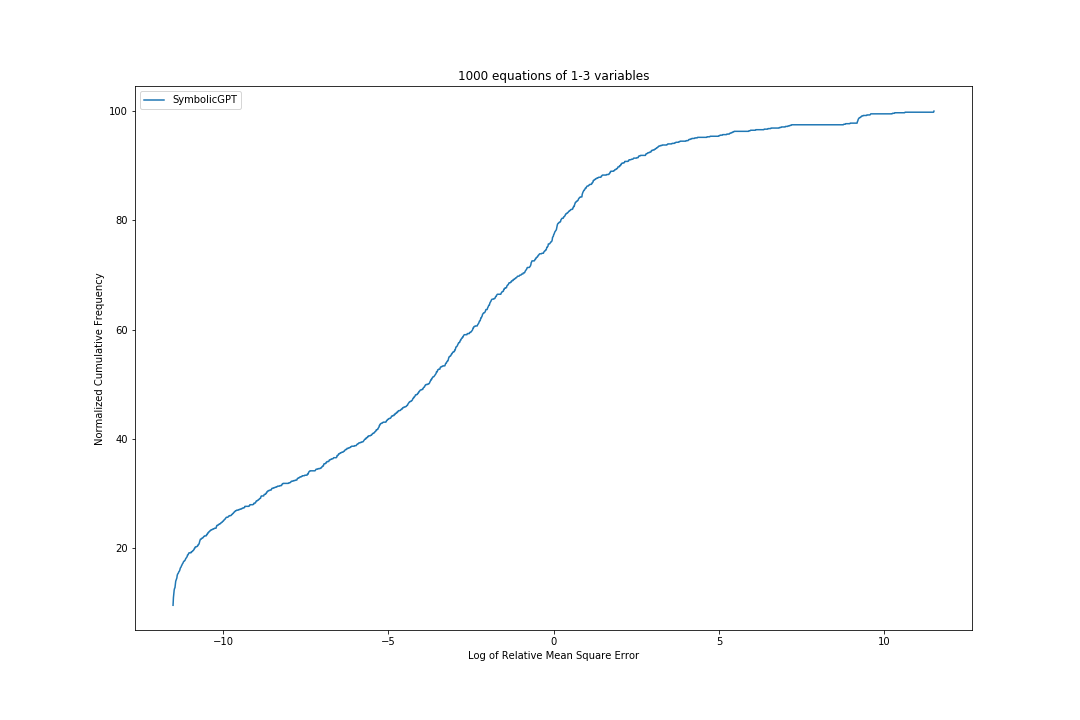 1000 equations of 1-3 variables
SymbolicGPT
100
80
60
40
20
Normalized Cumulative Frequency
−10
−5
0
5
10
Log of Relative Mean Square Error